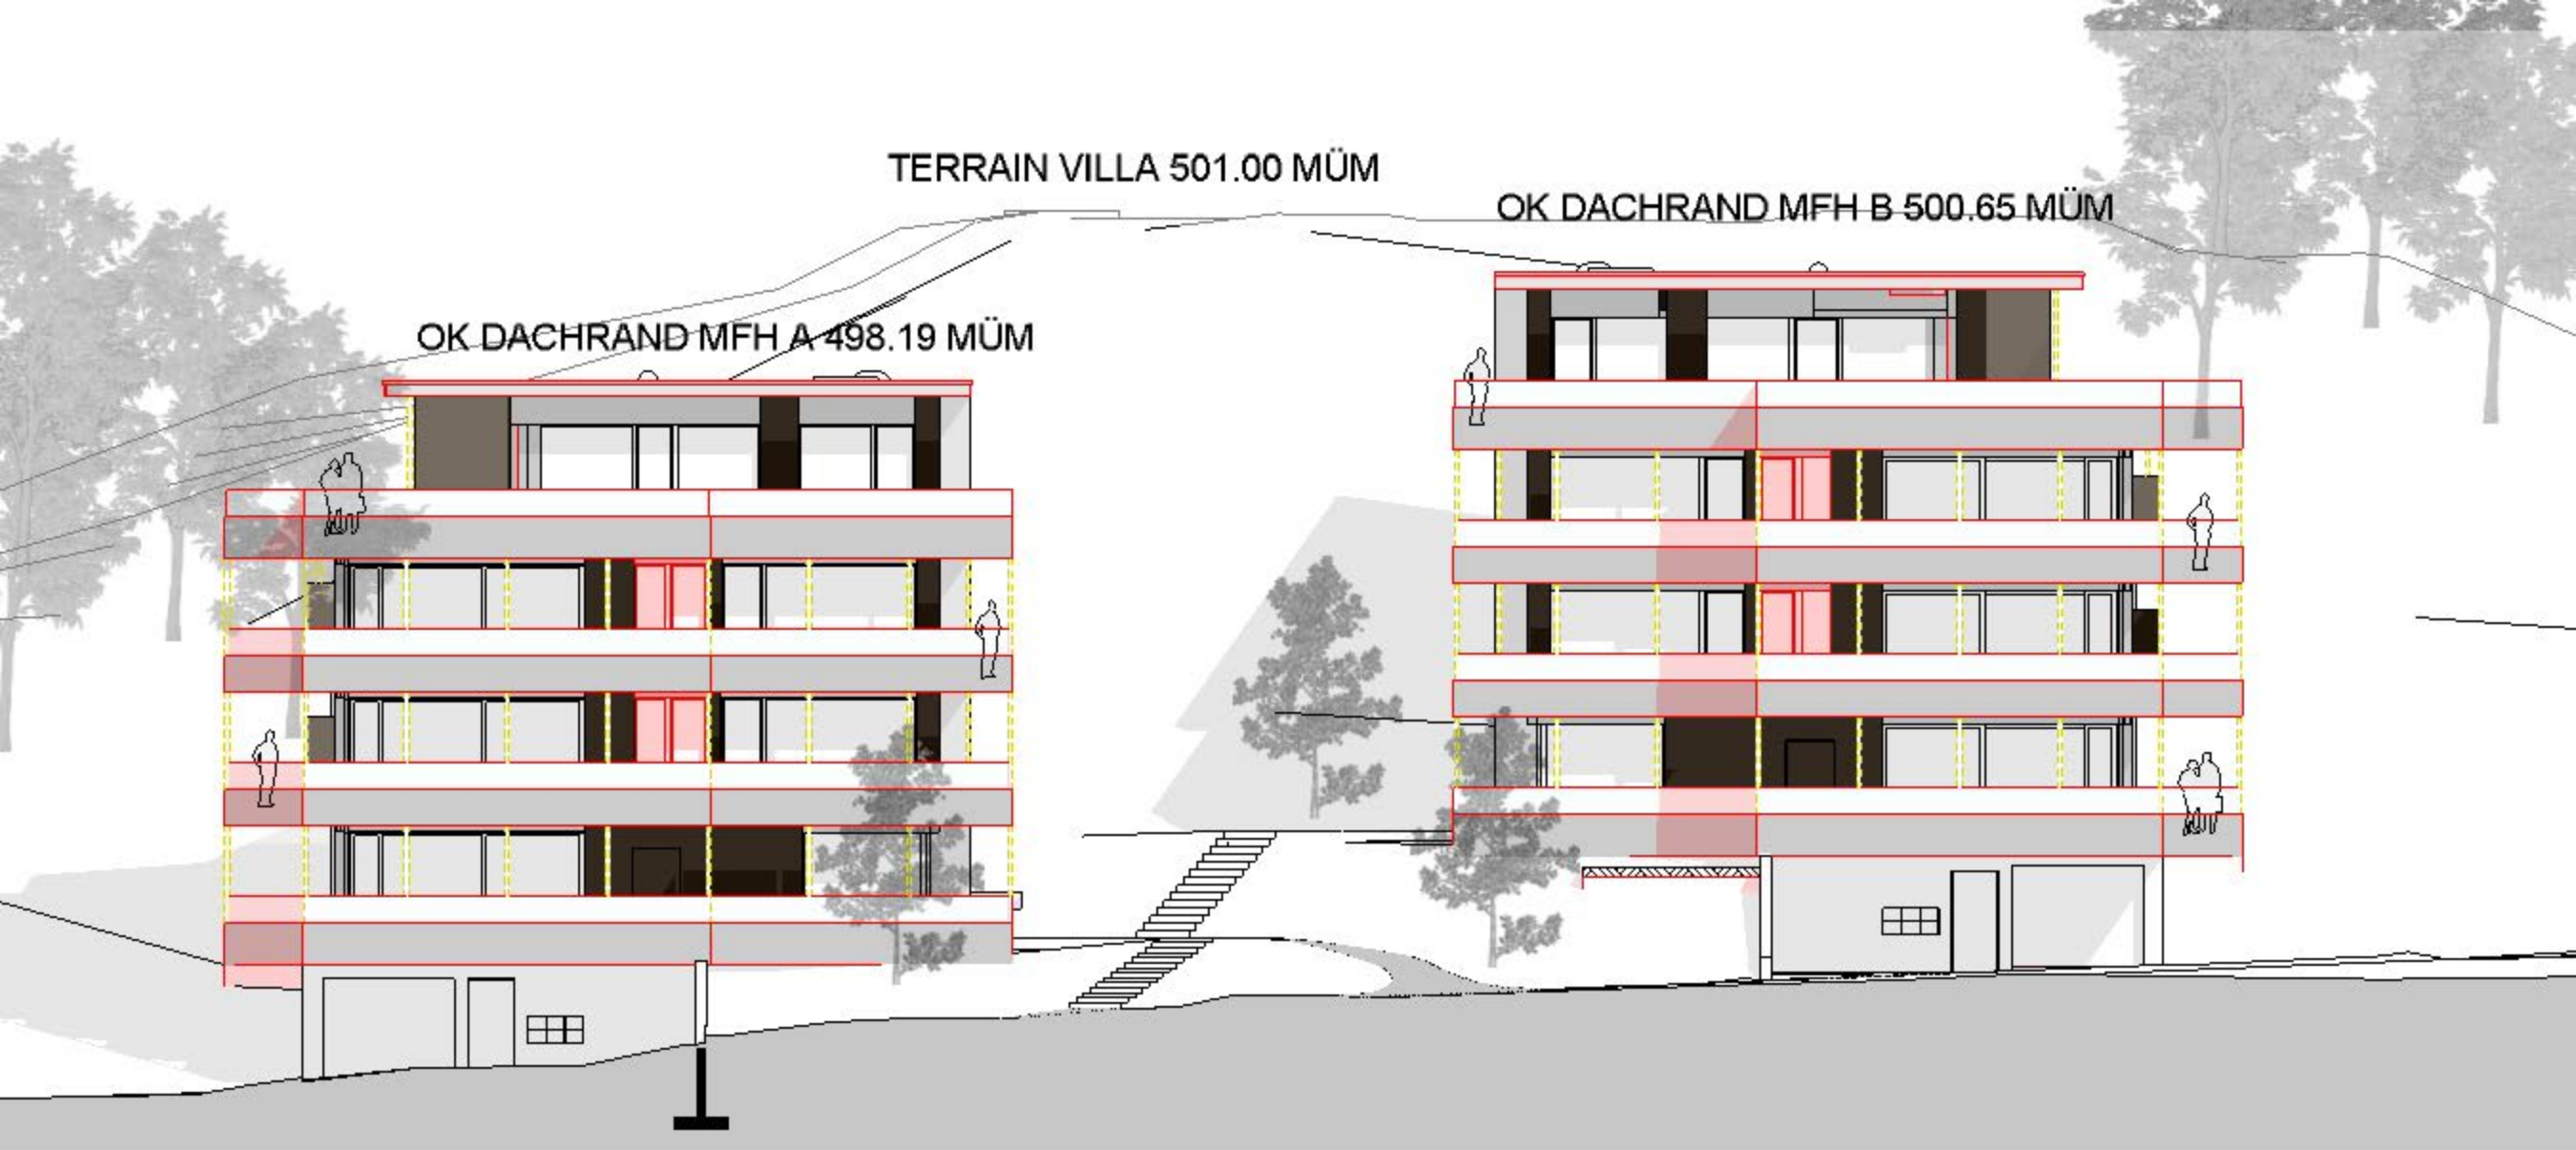 TERRAIN VILLA 501.00 MÜM
OK DACHRAND MFH B 500.65 MÜM
OK DACHRAND MFH A 498.19 MÜM